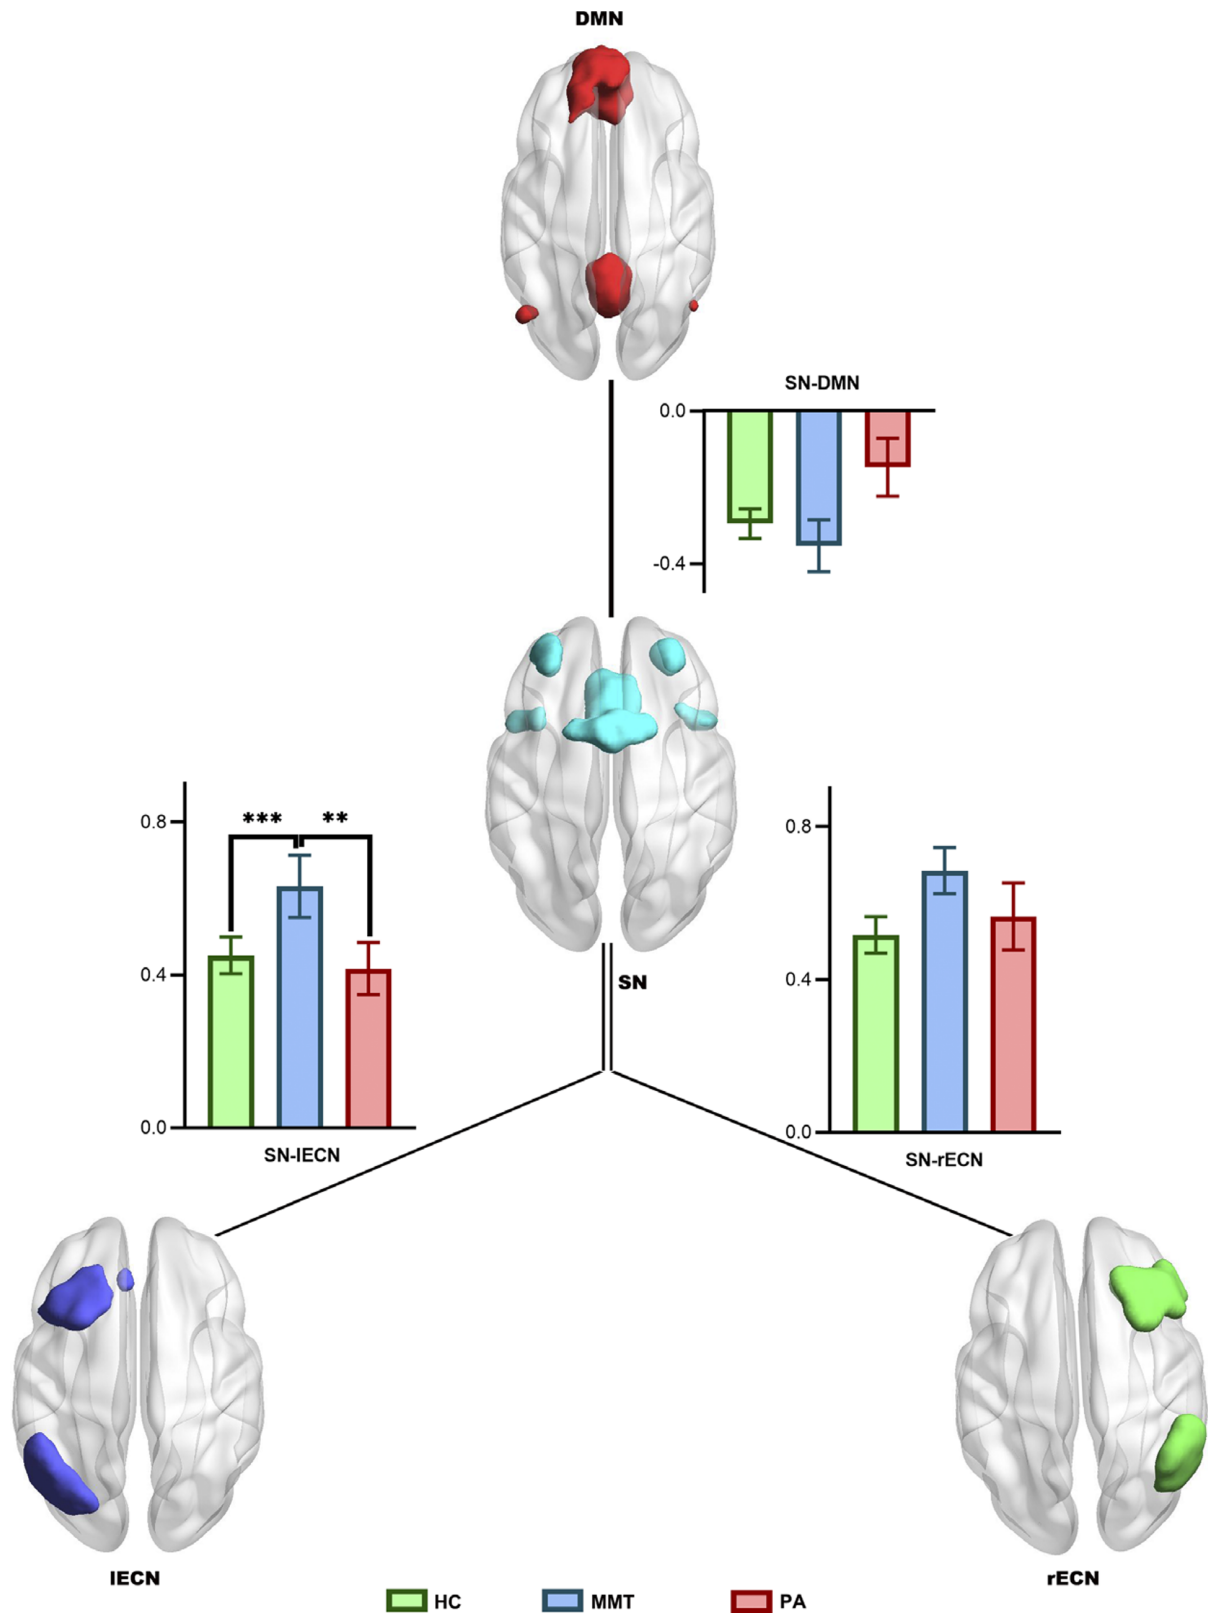 DMN
SN-DMN
0.0
-0.4
SN
0.8
*** **
0.4
0.0
SN-lECN
0.8
0.4
0.0
SN-rECN
lECN
rECN
HC MMT PA